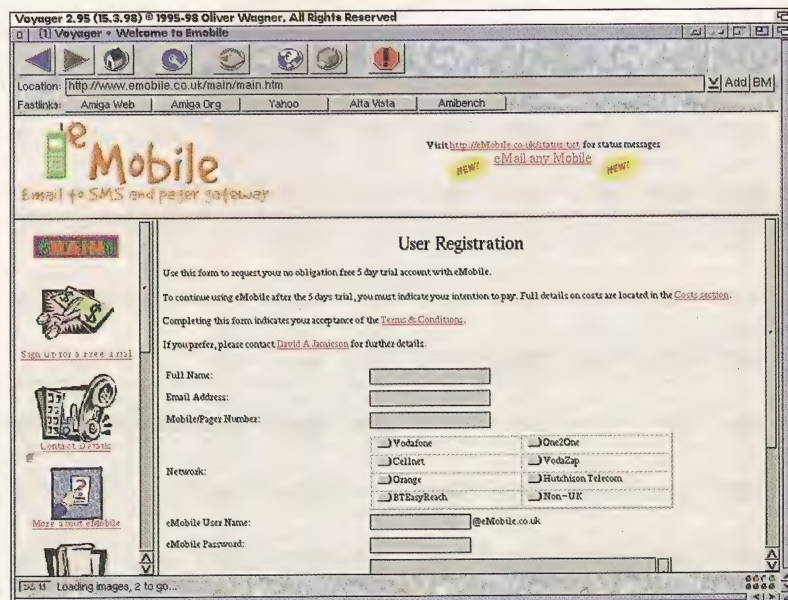 Voyager 2.95 (15.3.98) © 1995-98 Oliver Wagner, All Rights Reserved
[1] Voyager • Welcome to Emobile
Location: http://www.emobile.co.uk/main/main.htm Add BM
Fastlinks: Amiga Web Amiga Org Yahoo Alta Vista Amibench
eMobile
Email to SMS and pager gateway
Visit http://eMobile.co.uk/status.txt for status messages
NEW! eMail any Mobile NEW!
MAIN
Sign up for a Free Trial
Contact Details
More about eMobile
User Registration
Use this form to request your no obligation free 5 day trial account with eMobile.
To continue using eMobile after the 5 days trial, you must indicate your intention to pay. Full details on costs are located in the Costs section.
Completing this form indicates your acceptance of the Terms & Conditions.
If you prefer, please contact David A Jamieson for further details.
Full Name:
Email Address:
Mobile/Pager Number:
Network:
Vodafone One2One
Cellnet VodaZap
Orange Hutchison Telecom
BTEasyReach Non-UK
eMobile User Name: @eMobile.co.uk
eMobile Password:
Loading images, 2 to go...